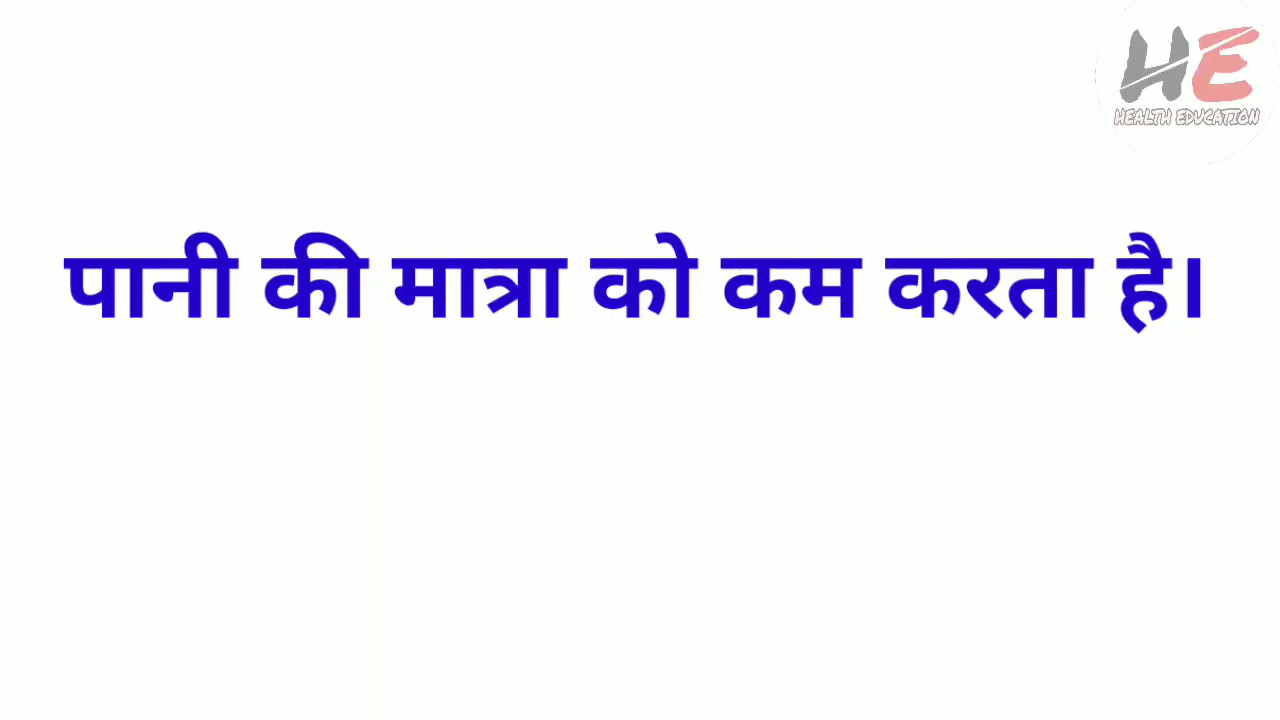 HE
HEALTH EDUCATION
पानी की मात्रा को कम करता है।